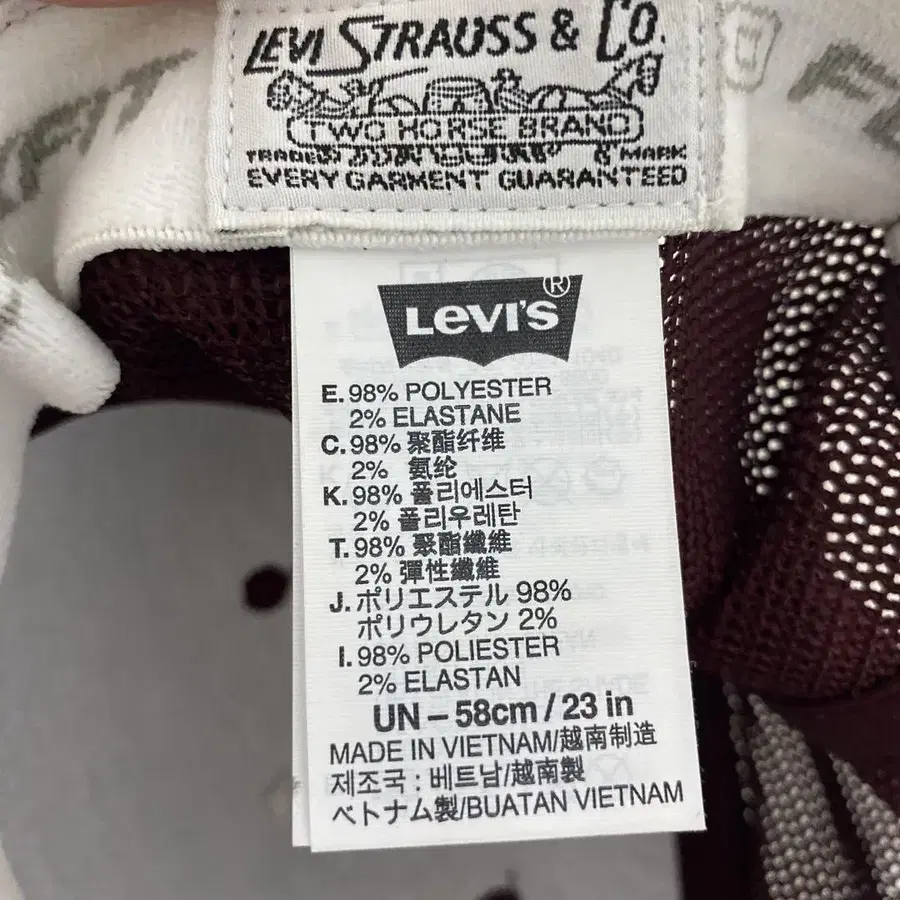 LEVI STRAUSS & CO.
TWO HORSE BRAND
TRADE MARK
EVERY GARMENT GUARANTEED
LEVI'S®
E. 98% POLYESTER
2% ELASTANE
C. 98% 聚酯纤维
2% 氨纶
K. 98% 폴리에스터
2% 폴리우레탄
T. 98% 聚酯纖維
2% 彈性纖維
J. ポリエステル 98%
ポリウレタン 2%
I. 98% POLIESTER
2% ELASTAN
UN – 58cm / 23 in
MADE IN VIETNAM/越南制造
제조국 : 베트남/越南製
ベトナム製/BUATAN VIETNAM